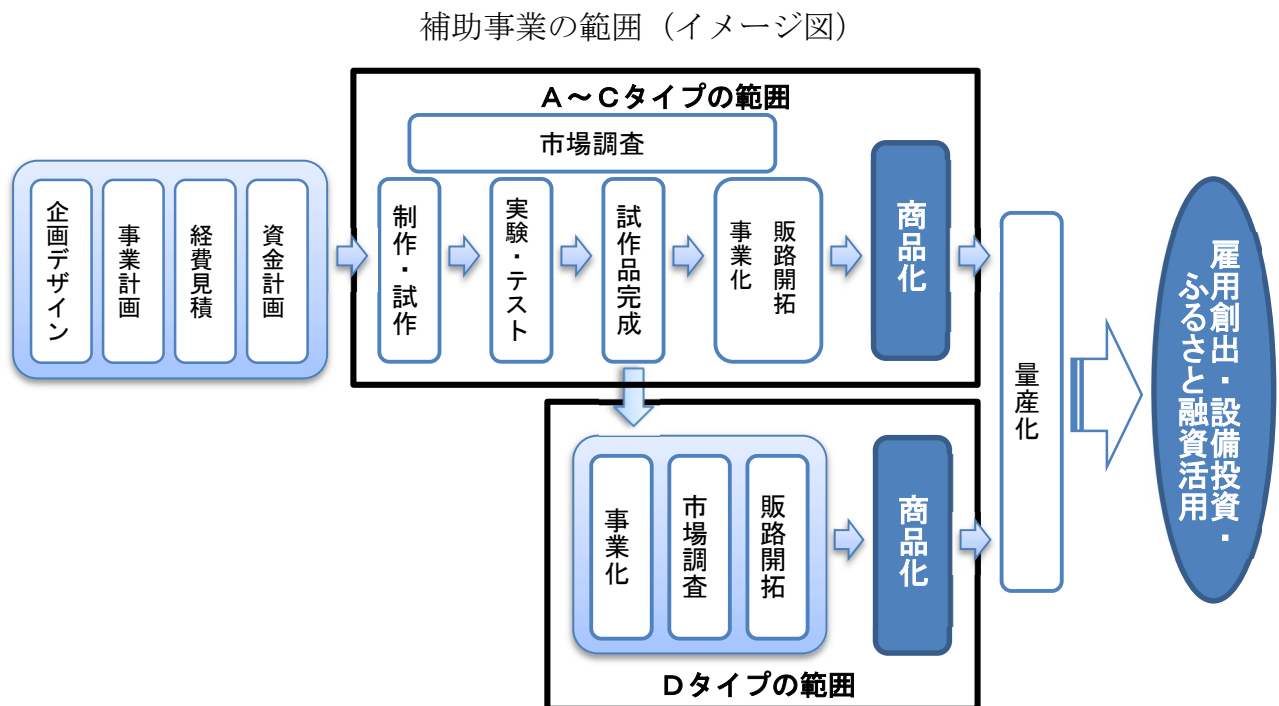 補助事業の範囲（イメージ図）
A～Cタイプの範囲
市場調査
企画デザイン
事業計画
経費見積
資金計画
制作・試作
実験・テスト
試作品完成
販路開拓
事業化
商品化
事業化
市場調査
販路開拓
商品化
Dタイプの範囲
量産化
雇用創出・設備投資・
ふるさと融資活用